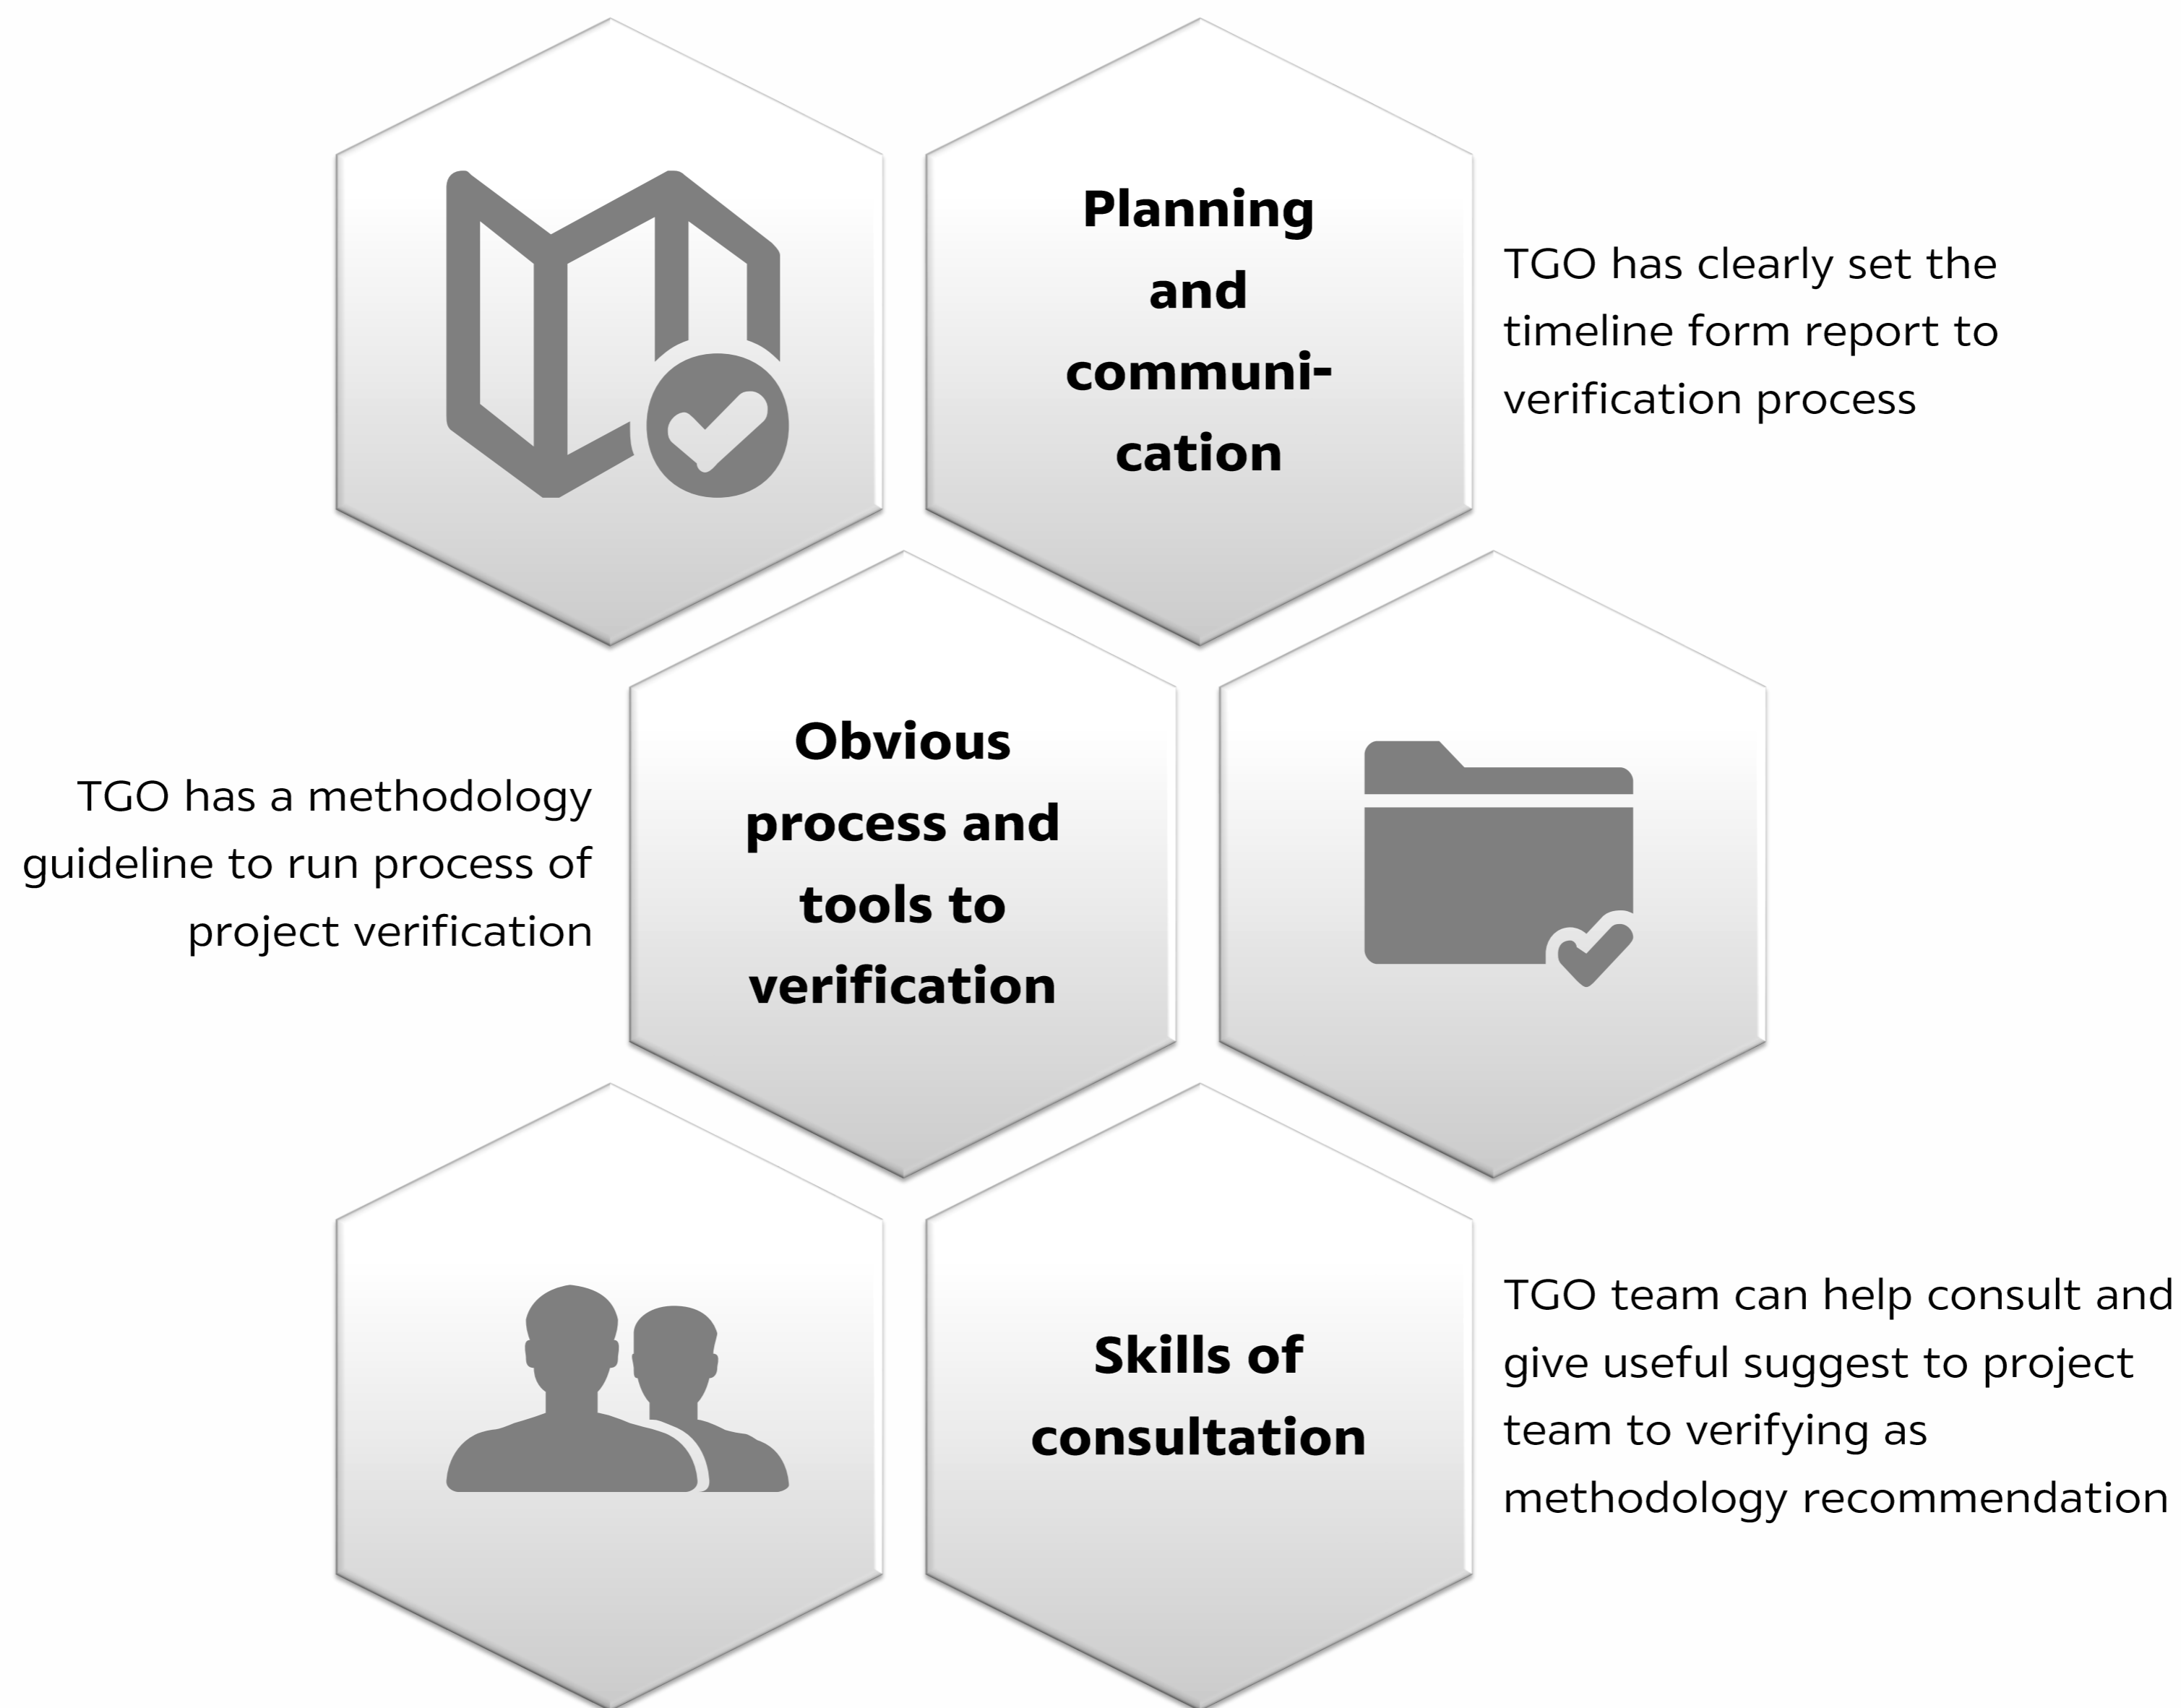 Planning
and
communi-
cation
TGO has clearly set the
timeline form report to
verification process
TGO has a methodology
guideline to run process of
project verification
Obvious
process and
tools to
verification
Skills of
consultation
TGO team can help consult and
give useful suggest to project
team to verifying as
methodology recommendation